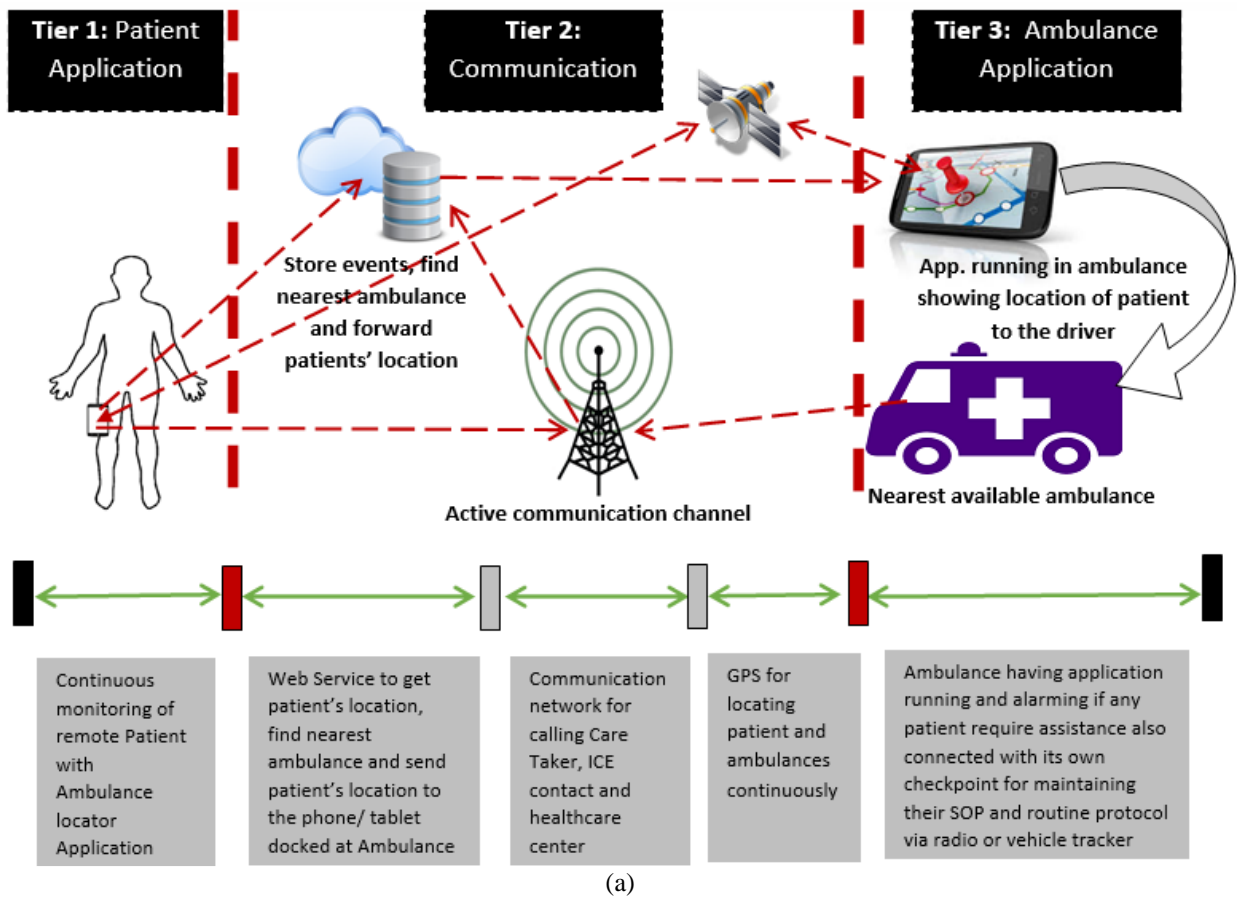 Tier 1: Patient
Application
Tier 2:
Communication
Tier 3: Ambulance
Application
Store events, find
nearest ambulance
and forward
patients’ location
App. running in ambulance
showing location of patient
to the driver
Active communication channel
Nearest available ambulance
Continuous
monitoring of
remote Patient
with
Ambulance
locator
Application
Web Service to get
patient’s location,
find nearest
ambulance and send
patient’s location to
the phone/ tablet
docked at Ambulance
Communication
network for
calling Care
Taker, ICE
contact and
healthcare
center
GPS for
locating
patient and
ambulances
continuously
Ambulance having application
running and alarming if any
patient require assistance also
connected with its own
checkpoint for maintaining
their SOP and routine protocol
via radio or vehicle tracker
(a)